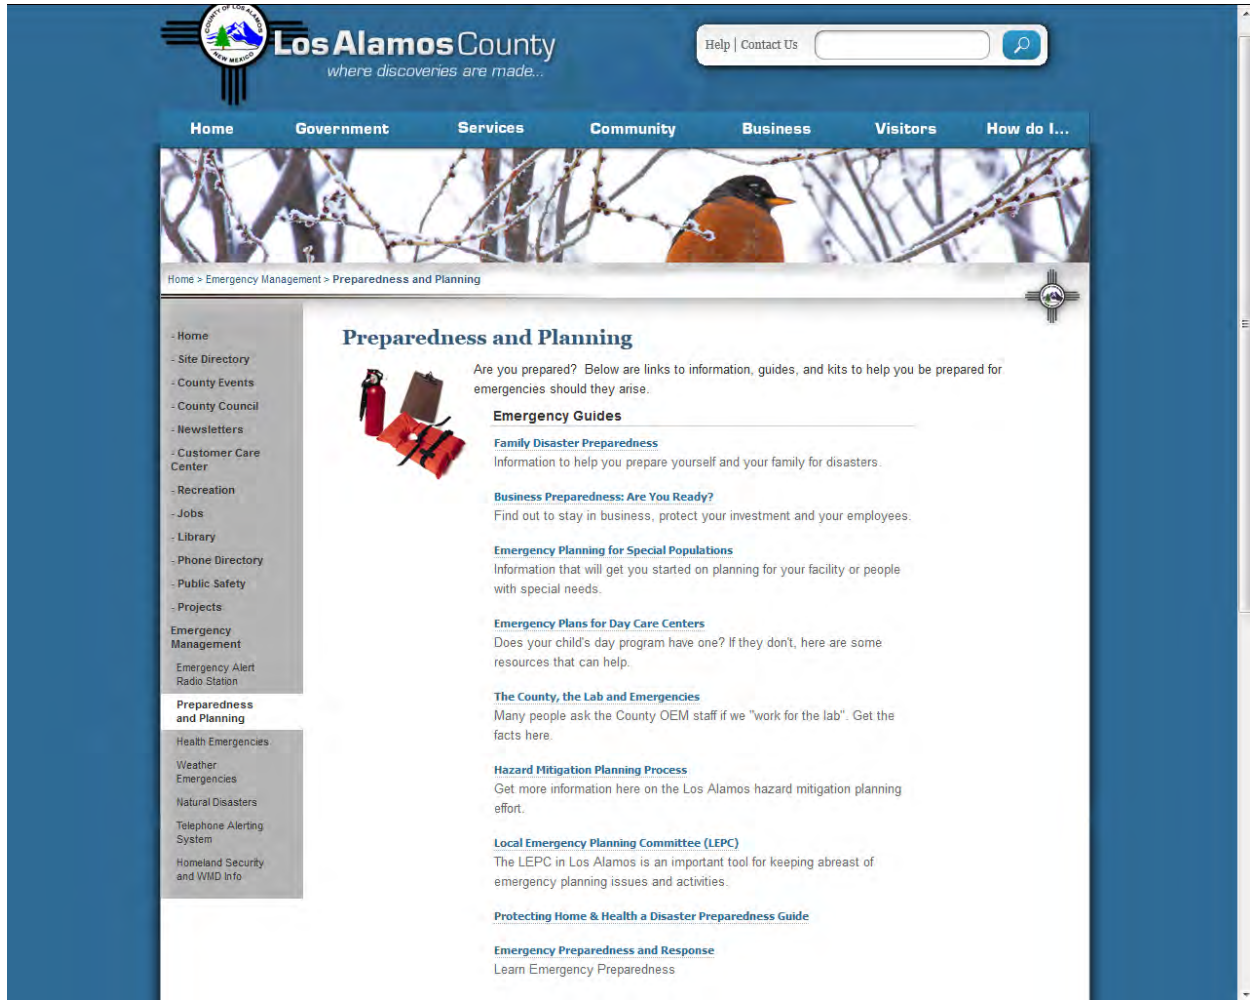 COUNTY OF LOS ALAMOS
NEW MEXICO
Los Alamos County
where discoveries are made...
Help | Contact Us
Home Government Services Community Business Visitors How do I...
Home > Emergency Management > Preparedness and Planning
- Home
- Site Directory
- County Events
- County Council
- Newsletters
- Customer Care
Center
- Recreation
- Jobs
- Library
- Phone Directory
- Public Safety
- Projects
Emergency
Management
Emergency Alert
Radio Station
Preparedness
and Planning
Health Emergencies
Weather
Emergencies
Natural Disasters
Telephone Alerting
System
Homeland Security
and WMD Info
Preparedness and Planning
Are you prepared? Below are links to information, guides, and kits to help you be prepared for
emergencies should they arise.
Emergency Guides
Family Disaster Preparedness
Information to help you prepare yourself and your family for disasters.
Business Preparedness: Are You Ready?
Find out to stay in business, protect your investment and your employees.
Emergency Planning for Special Populations
Information that will get you started on planning for your facility or people
with special needs.
Emergency Plans for Day Care Centers
Does your child's day program have one? If they don't, here are some
resources that can help.
The County, the Lab and Emergencies
Many people ask the County OEM staff if we "work for the lab". Get the
facts here.
Hazard Mitigation Planning Process
Get more information here on the Los Alamos hazard mitigation planning
effort.
Local Emergency Planning Committee (LEPC)
The LEPC in Los Alamos is an important tool for keeping abreast of
emergency planning issues and activities.
Protecting Home & Health a Disaster Preparedness Guide
Emergency Preparedness and Response
Learn Emergency Preparedness